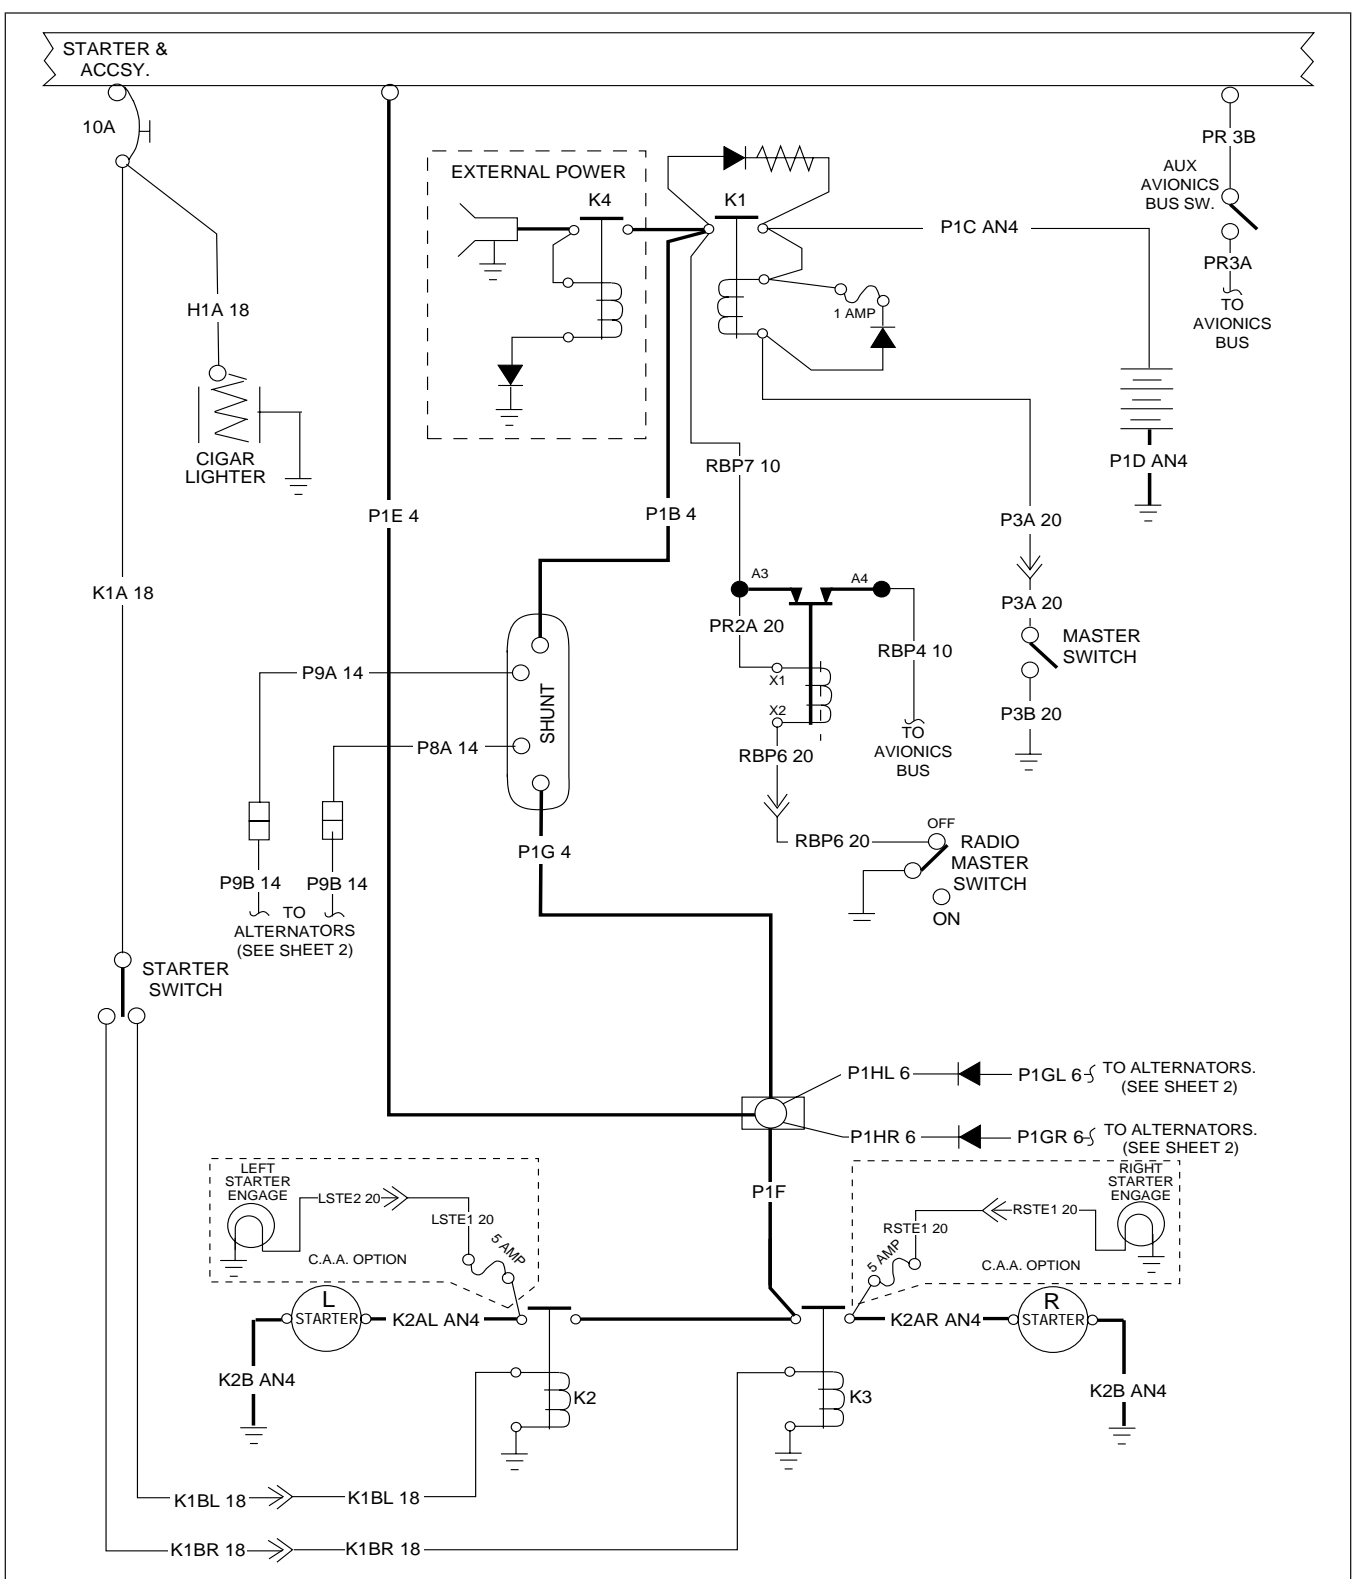 STARTER &
ACCSY.
10A
PR 3B
AUX
AVIONICS
BUS SW.
EXTERNAL POWER
K4
K1
P1C AN4
PR3A
TO
AVIONICS
BUS
H1A 18
1 AMP
CIGAR
LIGHTER
RBP7 10
P1D AN4
P1E 4
P1B 4
P3A 20
A3
A4
K1A 18
P3A 20
PR2A 20
MASTER
SWITCH
RBP4 10
P9A 14
X1
SHUNT
X2
P3B 20
P8A 14
RBP6 20
TO
AVIONICS
BUS
OFF
RBP6 20
RADIO
MASTER
SWITCH
P1G 4
P9B 14
P9B 14
TO
ALTERNATORS
(SEE SHEET 2)
ON
STARTER
SWITCH
P1HL 6
P1GL 6
TO ALTERNATORS.
(SEE SHEET 2)
P1HR 6
P1GR 6
TO ALTERNATORS.
(SEE SHEET 2)
LEFT
STARTER
ENGAGE
LSTE2 20
LSTE1 20
5 AMP
C.A.A. OPTION
P1F
RIGHT
STARTER
ENGAGE
RSTE1 20
RSTE1 20
5 AMP
C.A.A. OPTION
L
STARTER
K2AL AN4
K2AR AN4
R
STARTER
K2B AN4
K2
K3
K2B AN4
K1BL 18
K1BL 18
K1BR 18
K1BR 18